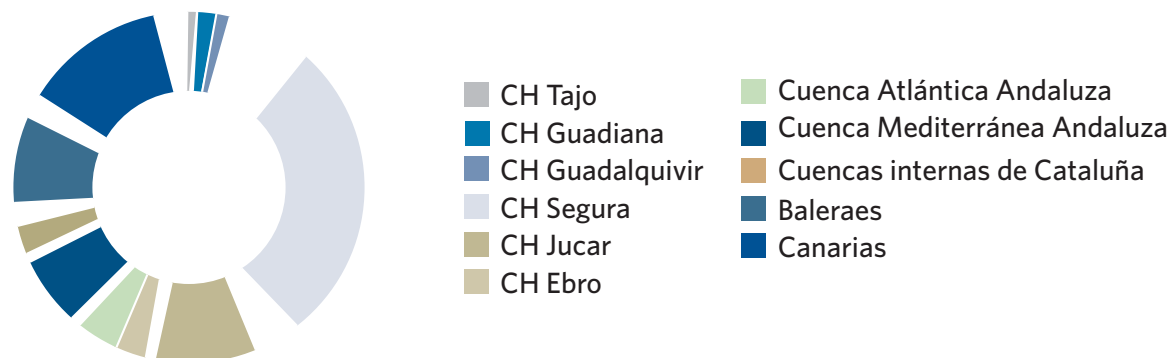 CH Tajo
CH Guadiana
CH Guadalquivir
CH Segura
CH Jucar
CH Ebro
Cuenca Atlántica Andaluza
Cuenca Mediterránea Andaluza
Cuencas internas de Cataluña
Baleraes
Canarias